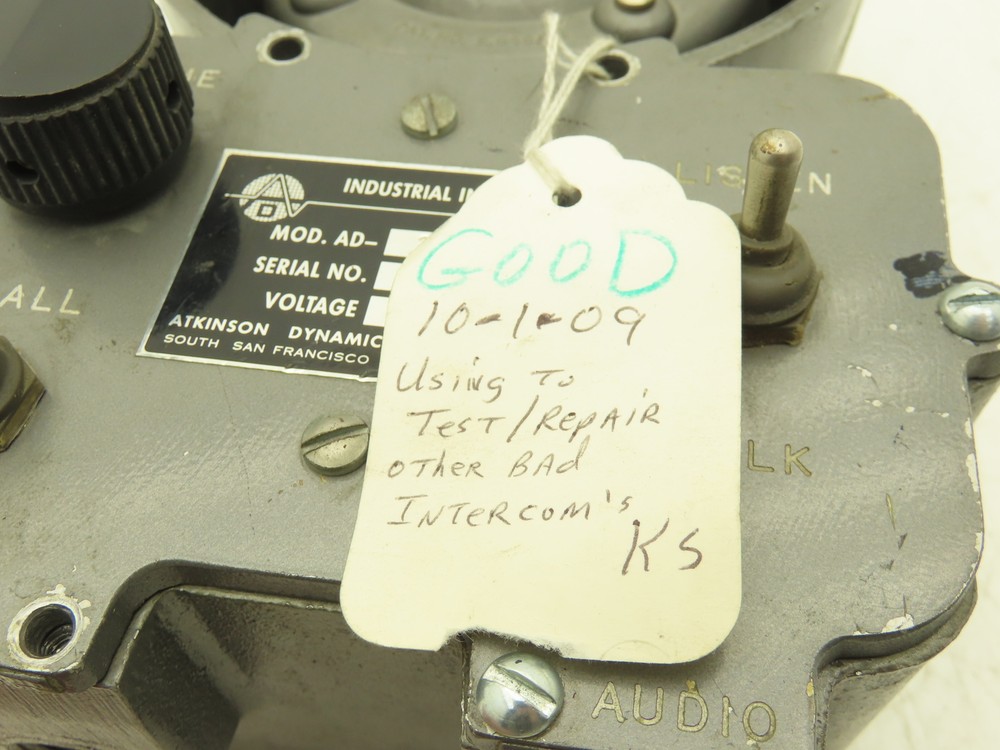 LISTEN
INDUSTRIAL
MOD. AD-
SERIAL NO.
VOLTAGE
ATKINSON DYNAMIC
SOUTH SAN FRANCISCO
ALL
GOOD
10-1-09
Using To
Test/Repair
other BAd
Intercom's
KS
LK
AUDIO